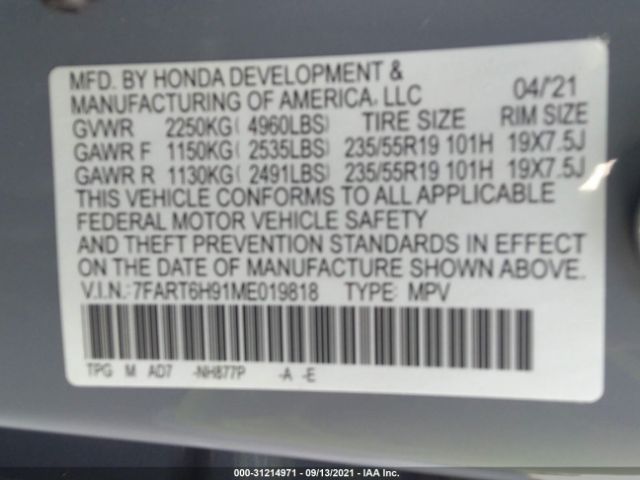 MFD. BY HONDA DEVELOPMENT &
MANUFACTURING OF AMERICA, LLC 04/'21
GVWR 2250KG( 4960LBS) TIRE SIZE RIM SIZE
GAWR F 1150KG( 2535LBS) 235/55R19 101H 19X7.5J
GAWR R 1130KG( 2491LBS) 235/55R19 101H 19X7.5J
THIS VEHICLE CONFORMS TO ALL APPLICABLE
FEDERAL MOTOR VEHICLE SAFETY
AND THEFT PREVENTION STANDARDS IN EFFECT
ON THE DATE OF MANUFACTURE SHOWN ABOVE.
V.I.N.:7FART6H91ME019818 TYPE: MPV
TPG M AD7 -NH877P -A -E
000-31214971 - 09/13/2021 - IAA Inc.